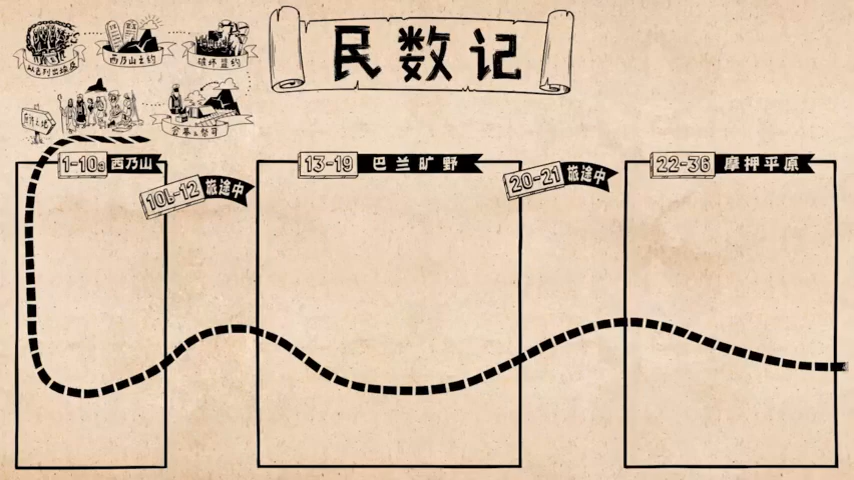 民数记
以色列出埃及
西乃山之约
破坏盟约
会幕与祭司
应许之地
1-10a 西乃山
10b-12 旅途中
13-19 巴兰旷野
20-21 旅途中
22-36 摩押平原